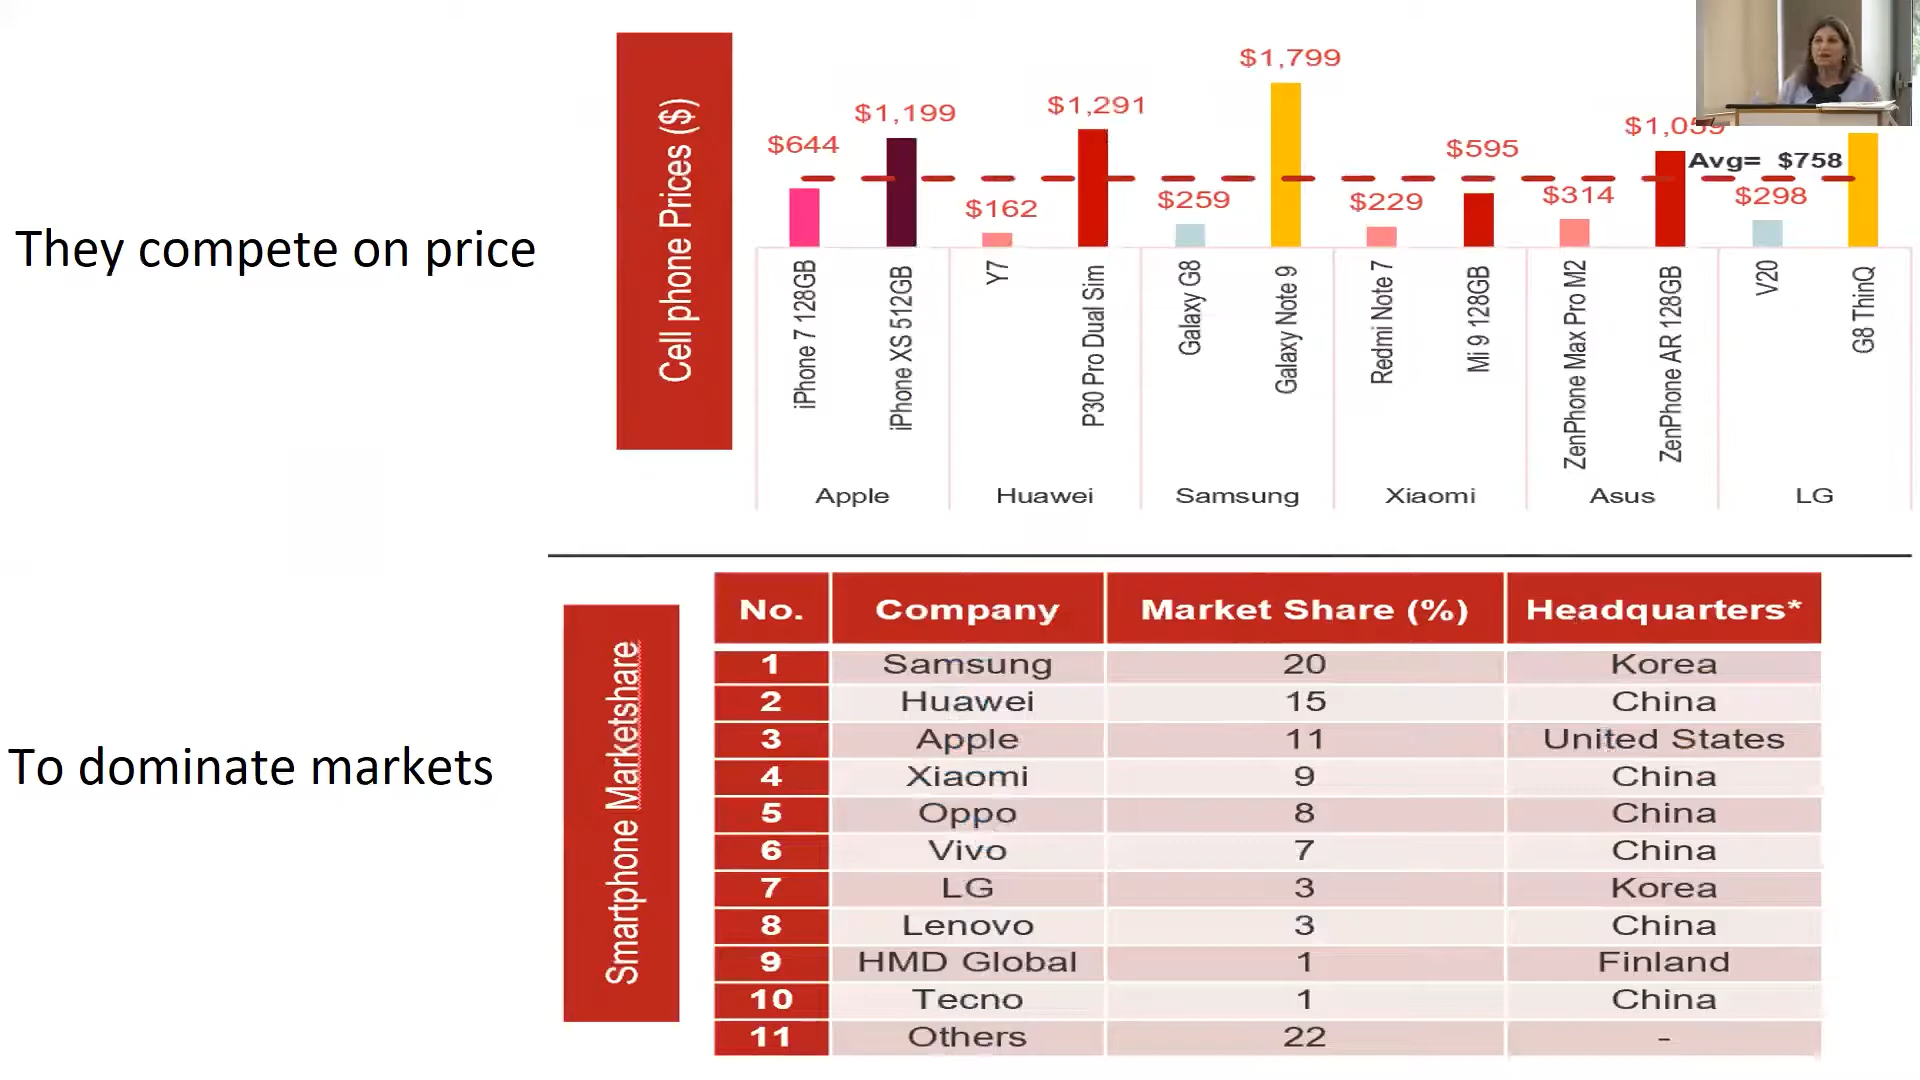 They compete on price
Cell phone Prices ($)
$644
$1,199
$162
$1,291
$259
$1,799
$229
$595
$314
$1,059
$298
Avg= $758
iPhone 7 128GB
iPhone XS 512GB
Y7
P30 Pro Dual Sim
Galaxy G8
Galaxy Note 9
Redmi Note 7
Mi 9 128GB
ZenPhone Max Pro M2
ZenPhone AR 128GB
V20
G8 ThinQ
Apple
Huawei
Samsung
Xiaomi
Asus
LG
To dominate markets
Smartphone Marketshare
No. Company Market Share (%) Headquarters*
1 Samsung 20 Korea
2 Huawei 15 China
3 Apple 11 United States
4 Xiaomi 9 China
5 Oppo 8 China
6 Vivo 7 China
7 LG 3 Korea
8 Lenovo 3 China
9 HMD Global 1 Finland
10 Tecno 1 China
11 Others 22 -